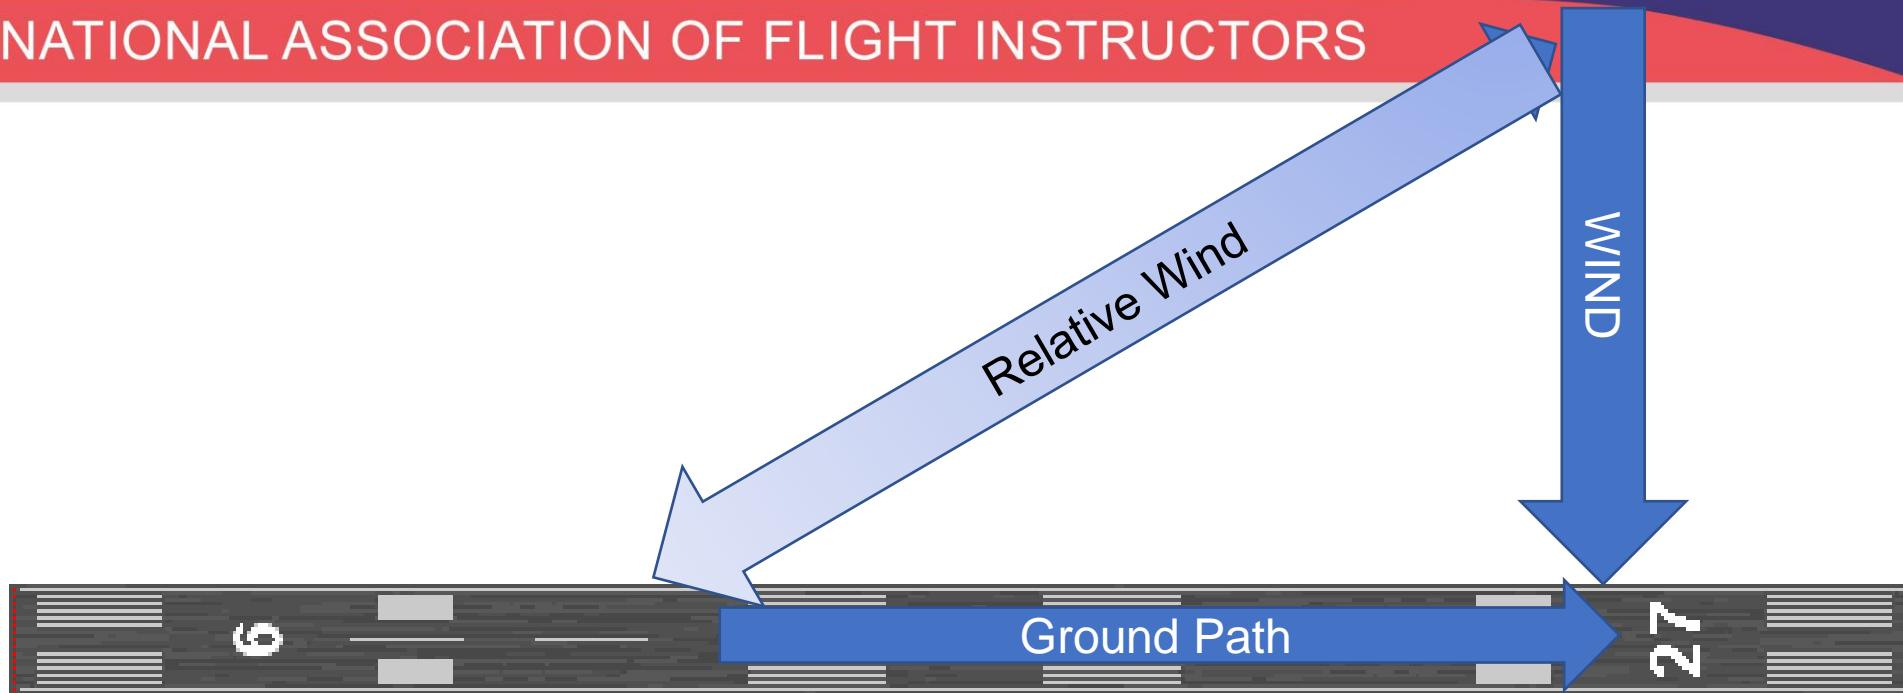 NATIONAL ASSOCIATION OF FLIGHT INSTRUCTORS
WIND
Relative Wind
Ground Path
9
27